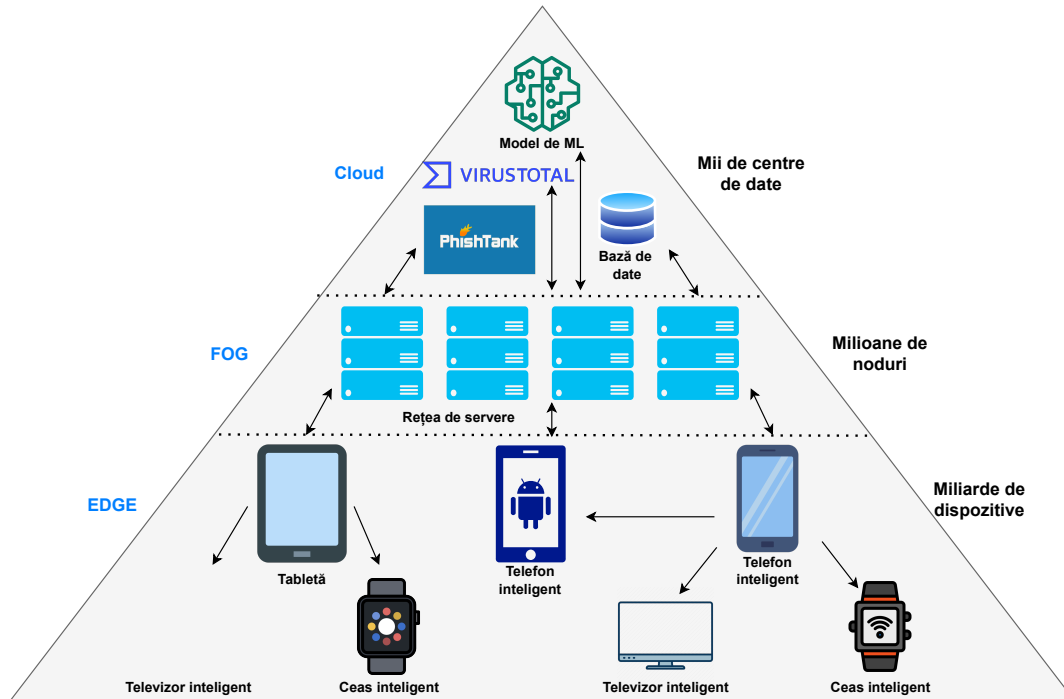 Model de ML
Cloud
VIRUSTOTAL
Mii de centre
de date
PhishTank
Bază de
date
FOG
Milioane de
noduri
Rețea de servere
EDGE
Miliarde de
dispozitive
Tabletă
Telefon
inteligent
Telefon
inteligent
Televizor inteligent
Ceas inteligent
Televizor inteligent
Ceas inteligent